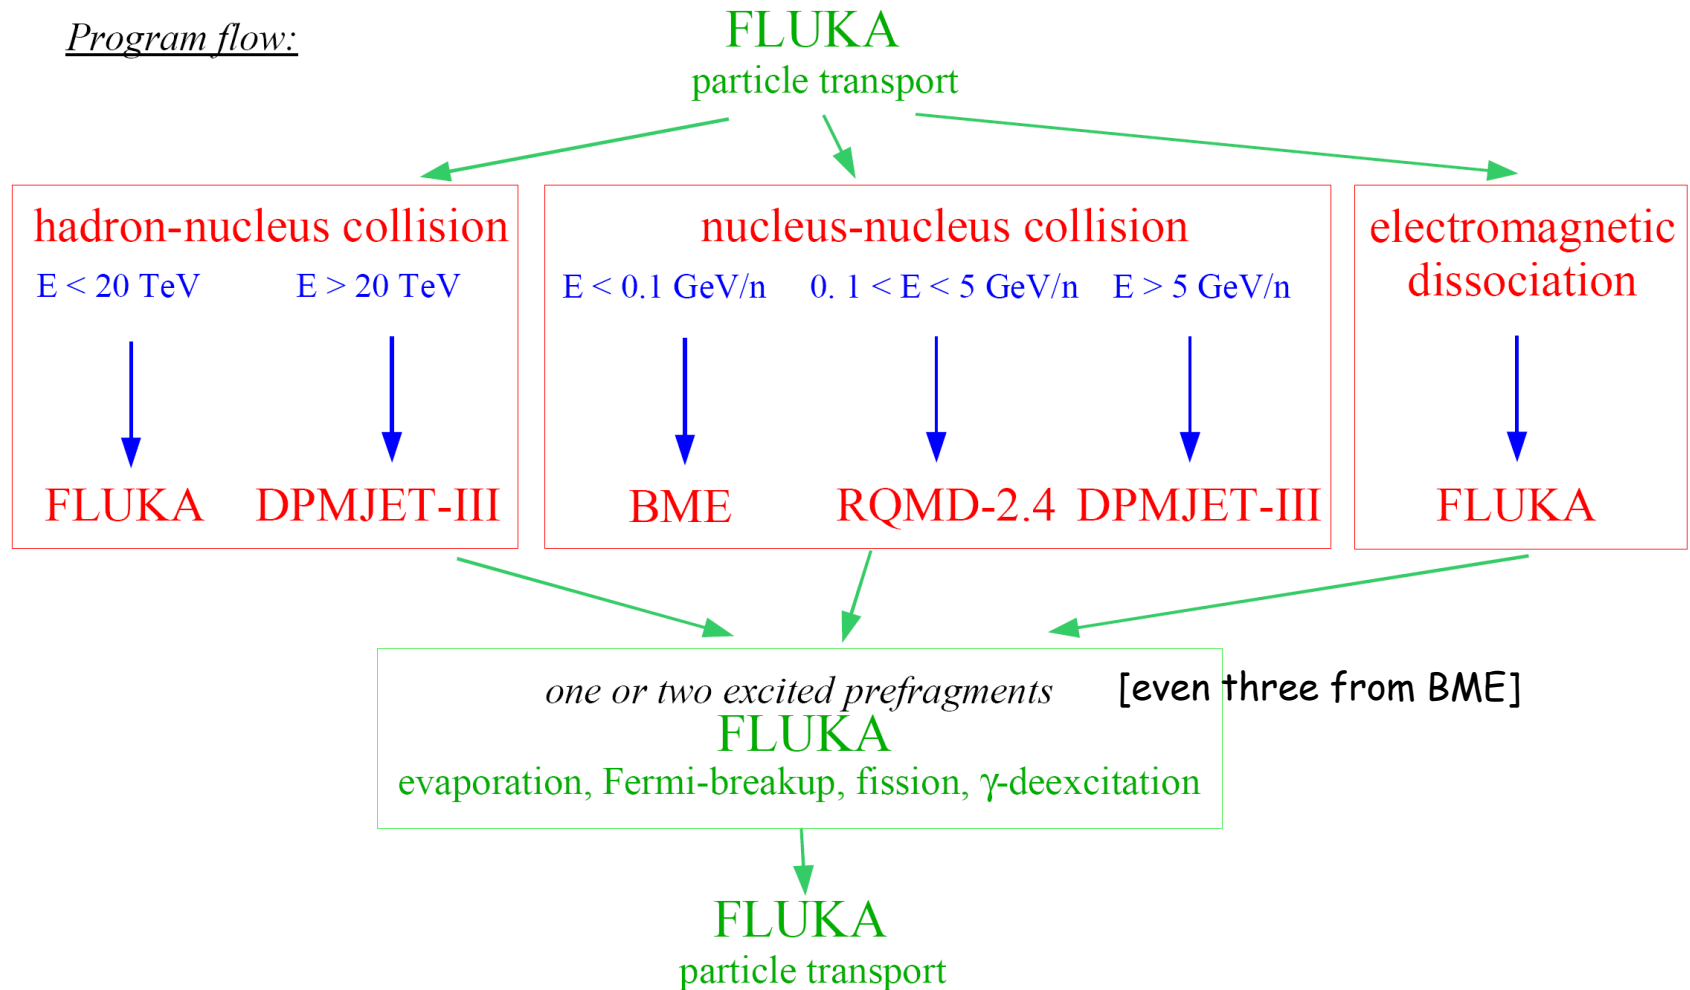 Program flow:
FLUKA
particle transport
hadron-nucleus collision
E < 20 TeV
E > 20 TeV
FLUKA
DPMJET-III
nucleus-nucleus collision
E < 0.1 GeV/n
0. 1 < E < 5 GeV/n
E > 5 GeV/n
BME
RQMD-2.4
DPMJET-III
electromagnetic
dissociation
FLUKA
one or two excited prefragments [even three from BME]
FLUKA
evaporation, Fermi-breakup, fission, γ-deexcitation
FLUKA
particle transport